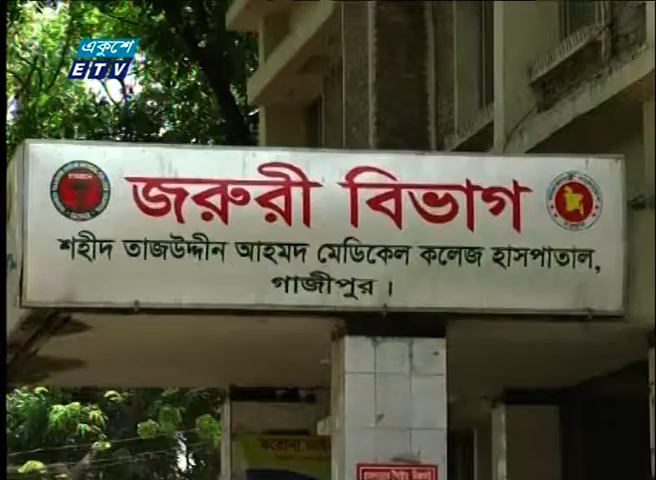 একুশে
ETV
জরুরী বিভাগ
শহীদ তাজউদ্দীন আহমদ মেডিকেল কলেজ হাসপাতাল,
গাজীপুর।